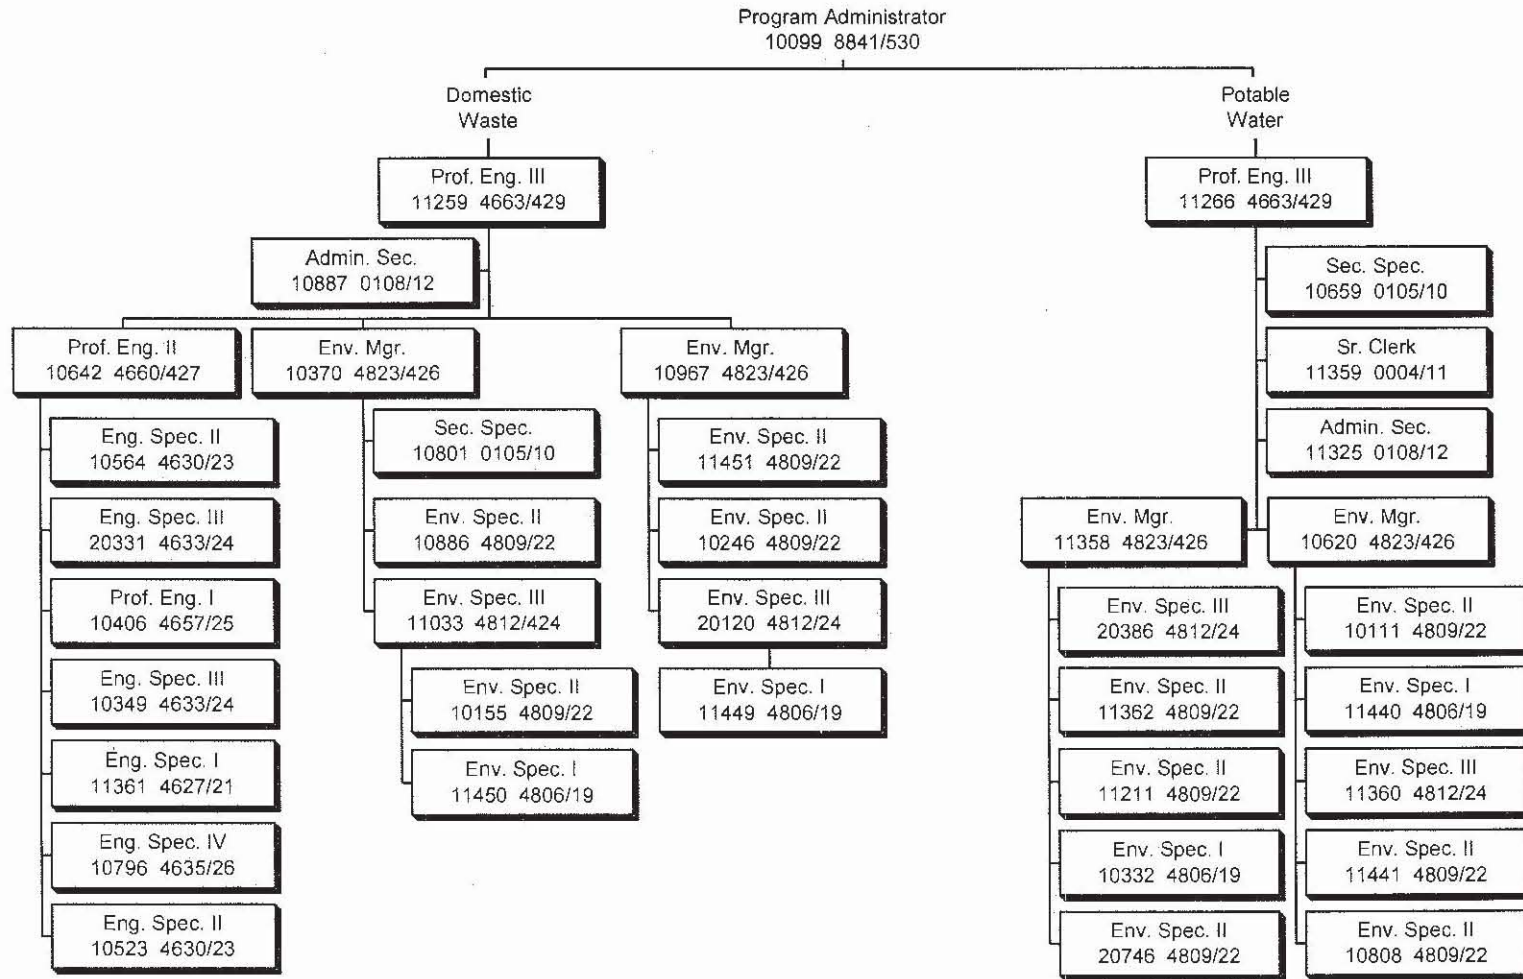 Program Administrator
10099 8841/530
Domestic
Waste
Prof. Eng. III
11259 4663/429
Admin. Sec.
10887 0108/12
Prof. Eng. II
10642 4660/427
Eng. Spec. II
10564 4630/23
Eng. Spec. III
20331 4633/24
Prof. Eng. I
10406 4657/25
Eng. Spec. III
10349 4633/24
Eng. Spec. I
11361 4627/21
Eng. Spec. IV
10796 4635/26
Eng. Spec. II
10523 4630/23
Env. Mgr.
10370 4823/426
Sec. Spec.
10801 0105/10
Env. Spec. II
10886 4809/22
Env. Spec. III
11033 4812/424
Env. Spec. II
10155 4809/22
Env. Spec. I
11450 4806/19
Env. Mgr.
10967 4823/426
Env. Spec. II
11451 4809/22
Env. Spec. II
10246 4809/22
Env. Spec. III
20120 4812/24
Env. Spec. I
11449 4806/19
Potable
Water
Prof. Eng. III
11266 4663/429
Sec. Spec.
10659 0105/10
Sr. Clerk
11359 0004/11
Admin. Sec.
11325 0108/12
Env. Mgr.
11358 4823/426
Env. Spec. III
20386 4812/24
Env. Spec. II
11362 4809/22
Env. Spec. II
11211 4809/22
Env. Spec. I
10332 4806/19
Env. Spec. II
20746 4809/22
Env. Mgr.
10620 4823/426
Env. Spec. II
10111 4809/22
Env. Spec. I
11440 4806/19
Env. Spec. III
11360 4812/24
Env. Spec. II
11441 4809/22
Env. Spec. II
10808 4809/22